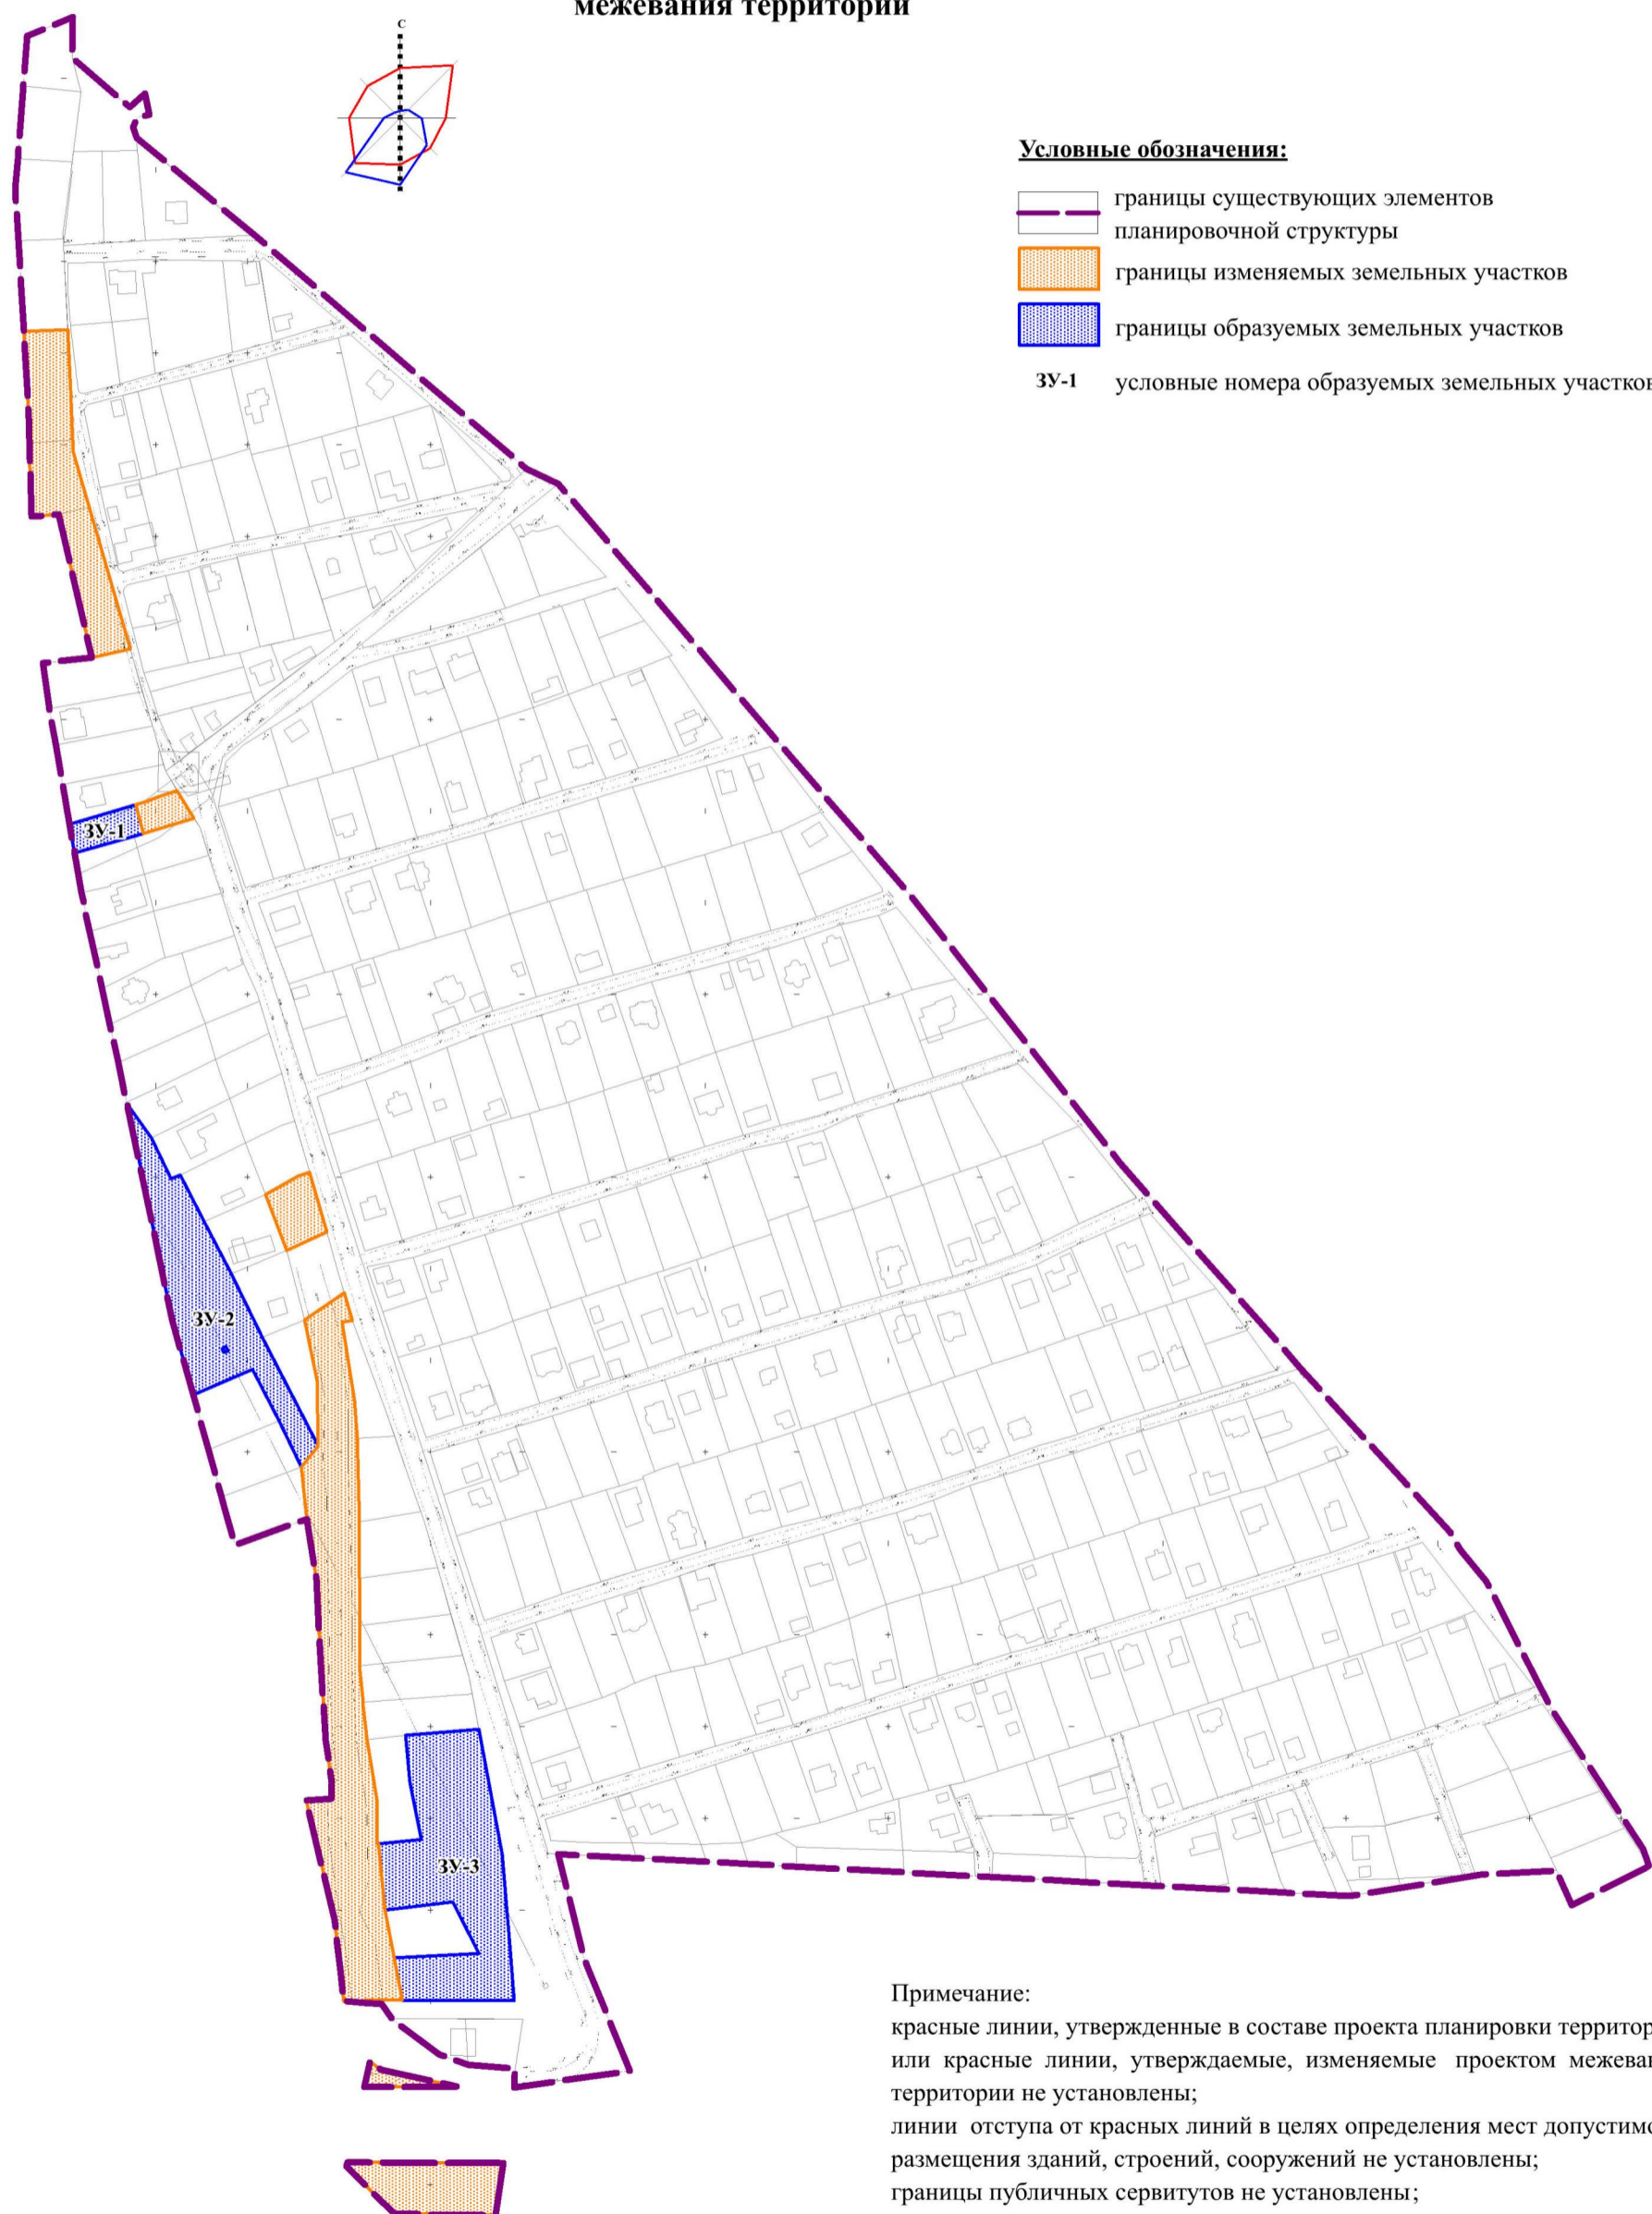 межевания территории
С
Условные обозначения:
границы существующих элементов
планировочной структуры
границы изменяемых земельных участков
границы образуемых земельных участков
ЗУ-1 условные номера образуемых земельных участков
ЗУ-1
ЗУ-2
ЗУ-3
Примечание:
красные линии, утвержденные в составе проекта планировки территор
или красные линии, утверждаемые, изменяемые проектом межева
территории не установлены;
линии отступа от красных линий в целях определения мест допустимо
размещения зданий, строений, сооружений не установлены;
границы публичных сервитутов не установлены;